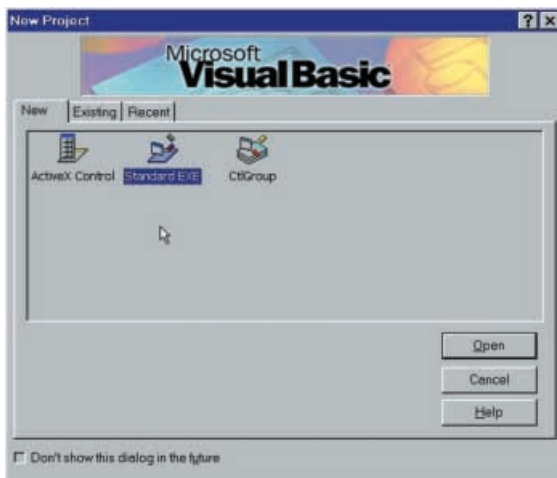 New Project
Microsoft
Visual Basic
New Existing Recent
ActiveX Control Standard EXE CtlGroup
Open
Cancel
Help
Don't show this dialog in the future